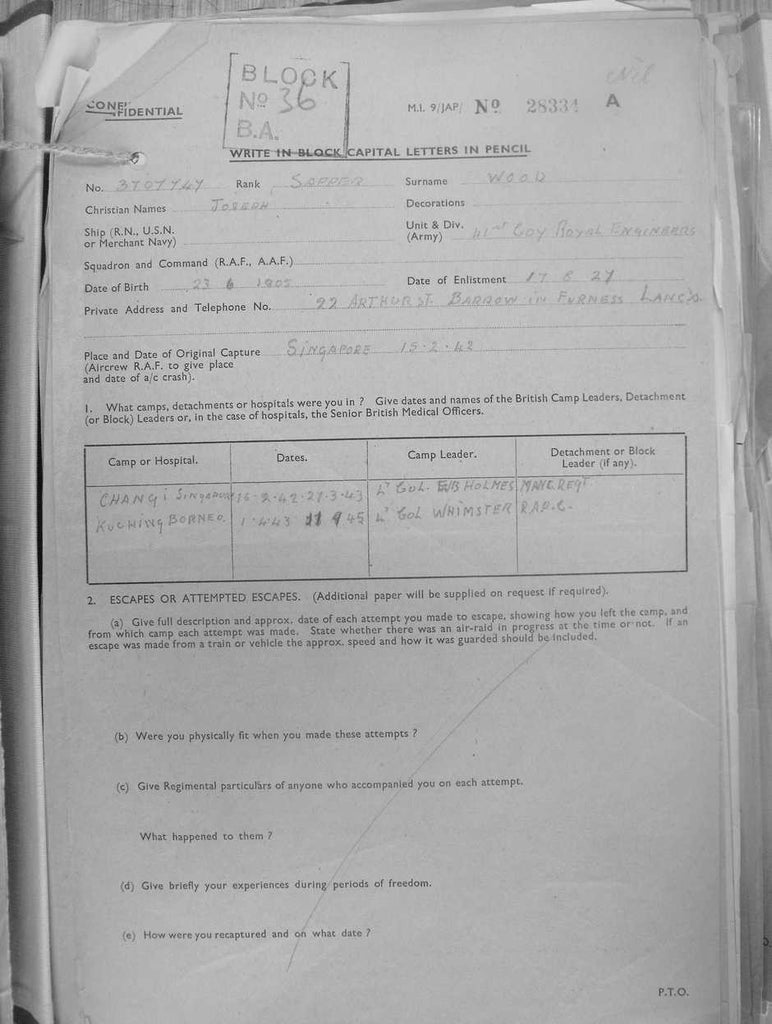 BLOCK
Nº 36
B.A.
Nil
CONFIDENTIAL
M.I. 9/JAP/ Nº 28334 A
WRITE IN BLOCK CAPITAL LETTERS IN PENCIL
No. 3707747 Rank SAPPER Surname WOOD
Christian Names JOSEPH Decorations
Ship (R.N., U.S.N. or Merchant Navy) Unit & Div. (Army) 41st COY ROYAL ENGINEERS
Squadron and Command (R.A.F., A.A.F.)
Date of Birth 23 6 1905 Date of Enlistment 17 8 27
Private Address and Telephone No. 22 ARTHUR ST. BARROW IN FURNESS LANCS.
Place and Date of Original Capture SINGAPORE 15-2-42
(Aircrew R.A.F. to give place
and date of a/c crash).
1. What camps, detachments or hospitals were you in ? Give dates and names of the British Camp Leaders, Detachment
(or Block) Leaders or, in the case of hospitals, the Senior British Medical Officers.
Camp or Hospital. Dates. Camp Leader. Detachment or Block Leader (if any).
CHANGI SINGAPORE 16-2-42-27-3-43 Lt COL. HOLMES MANC. REGT
KUCHING BORNEO. 1-4-43 11 9 45 Lt COL WHIMSTER R.A.O.C.
2. ESCAPES OR ATTEMPTED ESCAPES. (Additional paper will be supplied on request if required).
(a) Give full description and approx. date of each attempt you made to escape, showing how you left the camp, and
from which camp each attempt was made. State whether there was an air-raid in progress at the time or not. If an
escape was made from a train or vehicle the approx. speed and how it was guarded should be included.
(b) Were you physically fit when you made these attempts ?
(c) Give Regimental particulars of anyone who accompanied you on each attempt.
What happened to them ?
(d) Give briefly your experiences during periods of freedom.
(e) How were you recaptured and on what date ?
P.T.O.